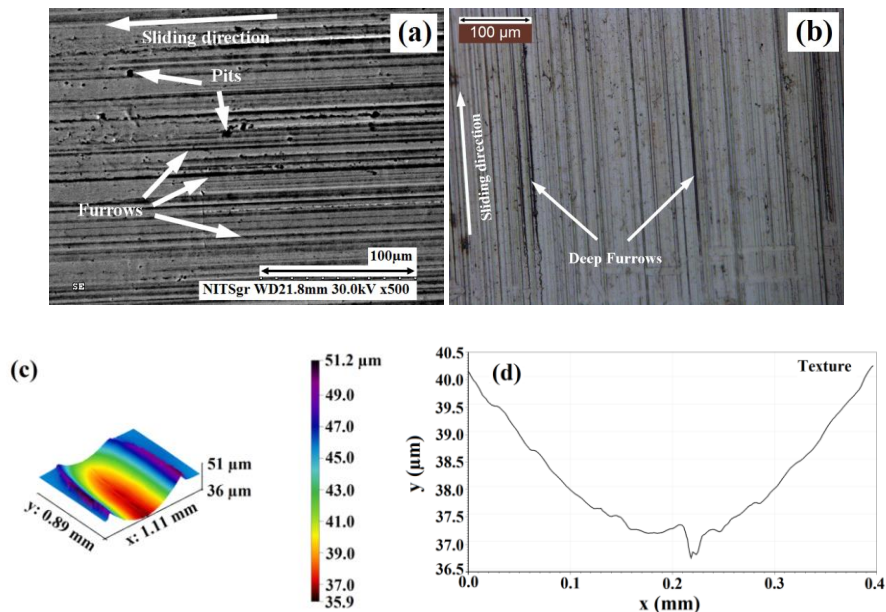 Sliding direction
(a)
Pits
Furrows
100µm
SE
NITSgr WD21.8mm 30.0kV x500
100 µm
(b)
Sliding direction
Deep Furrows
(c)
51.2 µm
49.0
47.0
45.0
43.0
41.0
39.0
37.0
35.9
51 µm
36 µm
y: 0.89 mm
x: 1.11 mm
(d)
Texture
40.5
40.0
39.5
39.0
38.5
38.0
37.5
37.0
36.5
y (µm)
0.0 0.1 0.2 0.3 0.4
x (mm)